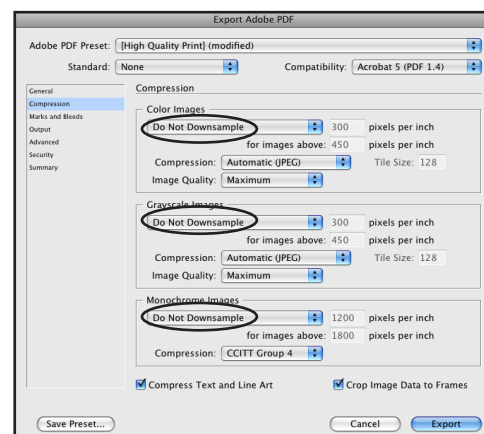 Export Adobe PDF
Adobe PDF Preset: [High Quality Print] (modified)
Standard: None Compatibility: Acrobat 5 (PDF 1.4)
General
Compression
Marks and Bleeds
Output
Advanced
Security
Summary
Compression
Color Images
Do Not Downsample 300 pixels per inch
for images above: 450 pixels per inch
Compression: Automatic (JPEG) Tile Size: 128
Image Quality: Maximum
Grayscale Images
Do Not Downsample 300 pixels per inch
for images above: 450 pixels per inch
Compression: Automatic (JPEG) Tile Size: 128
Image Quality: Maximum
Monochrome Images
Do Not Downsample 1200 pixels per inch
for images above: 1800 pixels per inch
Compression: CCITT Group 4
Compress Text and Line Art Crop Image Data to Frames
Save Preset... Cancel Export